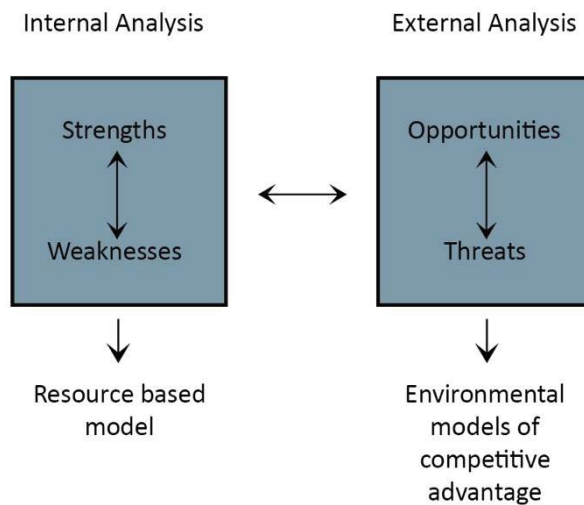 Internal Analysis
External Analysis
Strengths
Weaknesses
Opportunities
Threats
Resource based
model
Environmental
models of
competitive
advantage